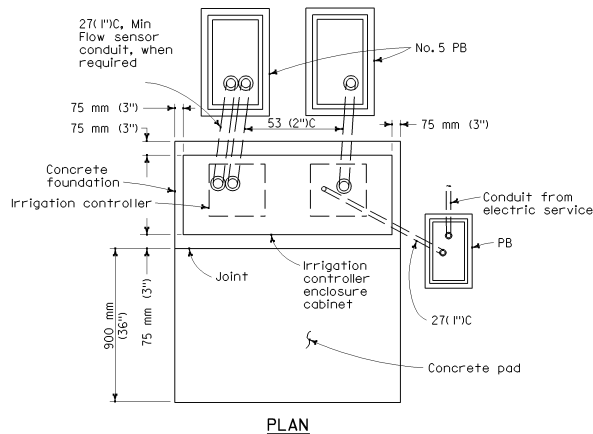 27(1")C, Min
Flow sensor
conduit, when
required
No.5 PB
75 mm (3")
53 (2")C
75 mm (3")
75 mm (3")
Concrete
foundation
Irrigation controller
Conduit from
electric service
PB
Joint
Irrigation
controller
enclosure
cabinet
27(1")C
900 mm
(36")
75 mm (3")
Concrete pad
PLAN